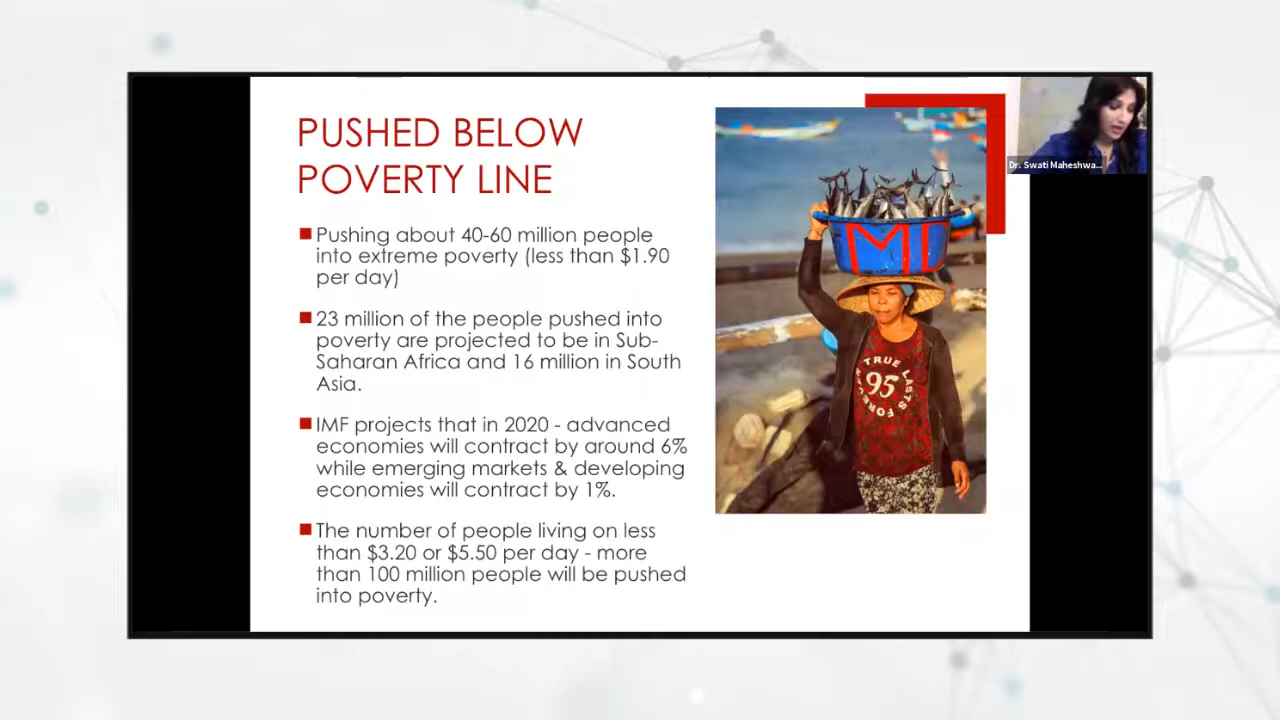 PUSHED BELOW
POVERTY LINE
Pushing about 40-60 million people
into extreme poverty (less than $1.90
per day)
23 million of the people pushed into
poverty are projected to be in Sub-
Saharan Africa and 16 million in South
Asia.
IMF projects that in 2020 - advanced
economies will contract by around 6%
while emerging markets & developing
economies will contract by 1%.
The number of people living on less
than $3.20 or $5.50 per day - more
than 100 million people will be pushed
into poverty.
TRUE LASTS FOREVER
95
Dr. Swati Maheshwa...